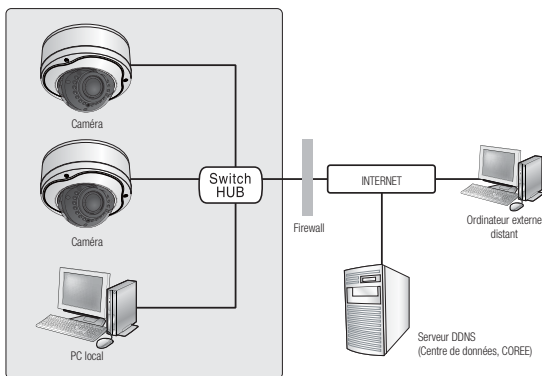 Caméra
Caméra
PC local
Switch
HUB
Firewall
INTERNET
Ordinateur externe
distant
Serveur DDNS
(Centre de données, COREE)